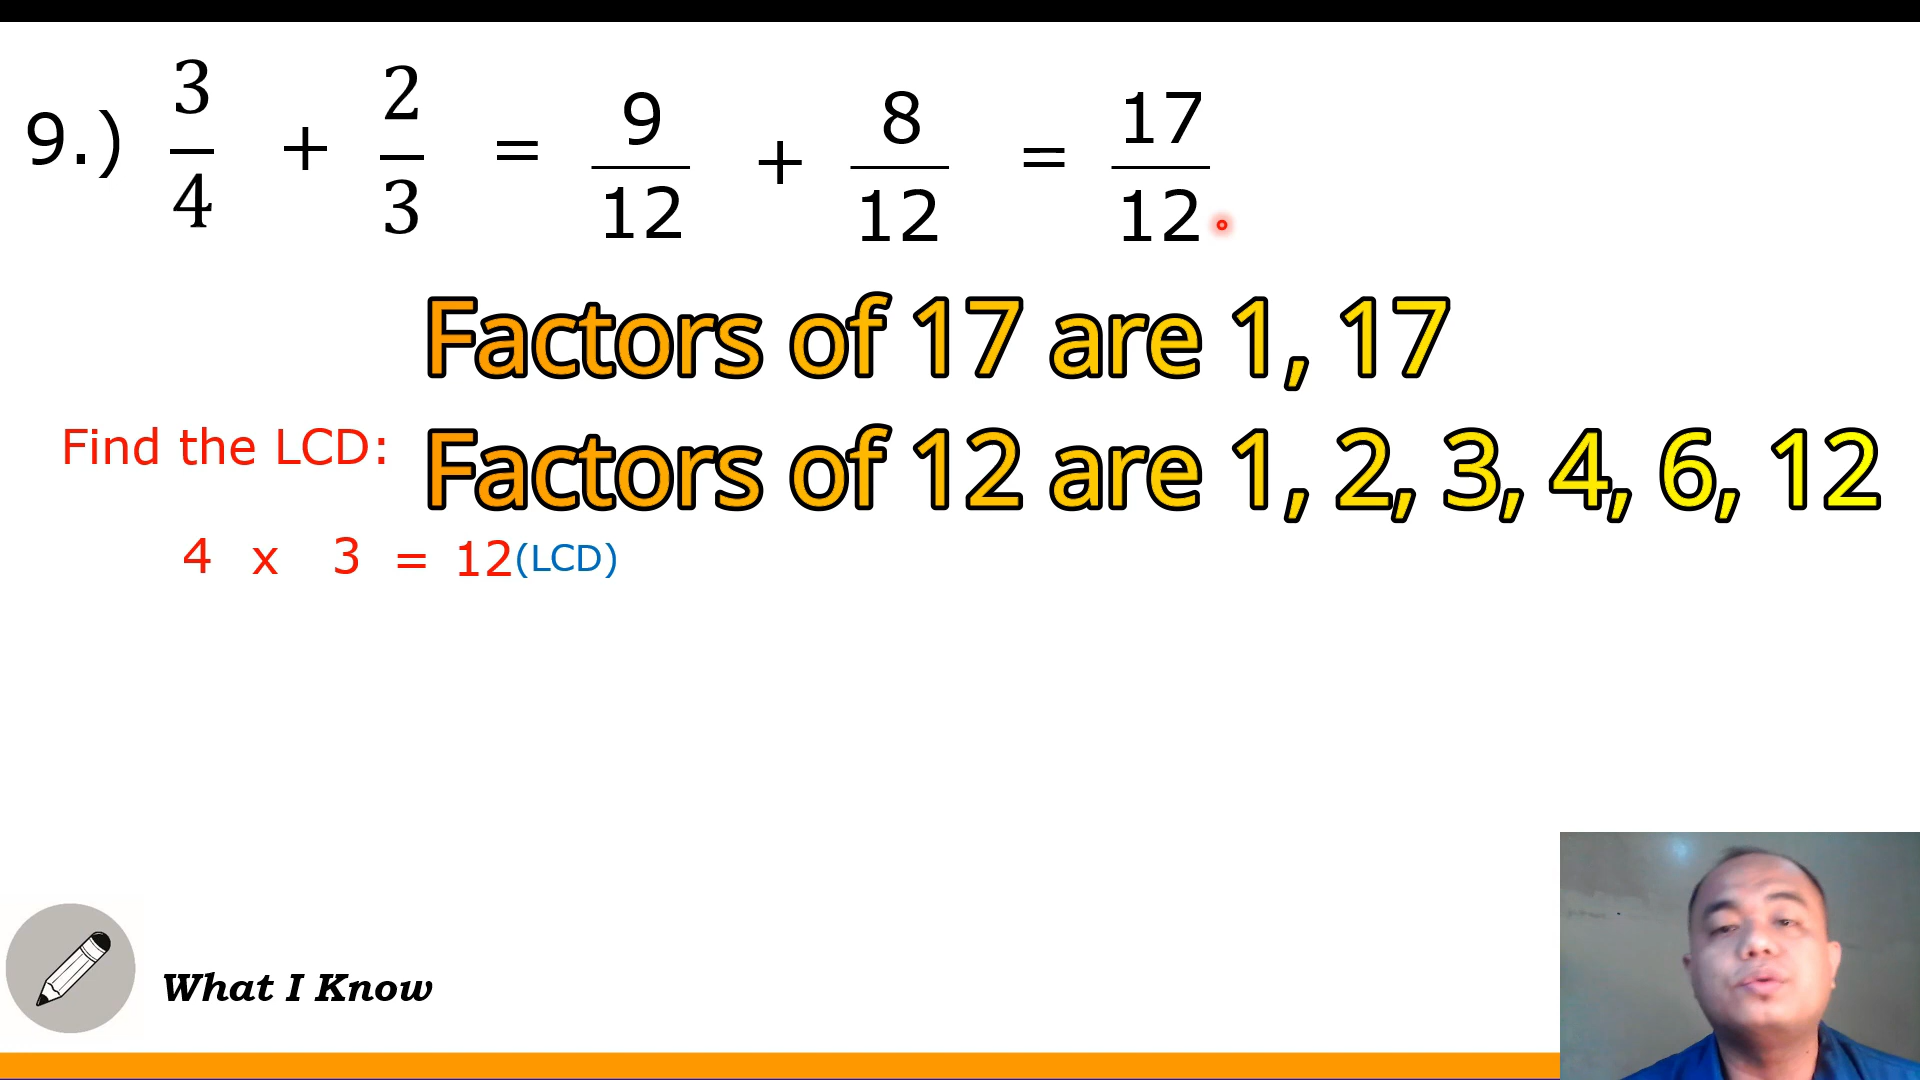 9.) 3/4 + 2/3 = 9/12 + 8/12 = 17/12
Factors of 17 are 1, 17
Find the LCD:
Factors of 12 are 1, 2, 3, 4, 6, 12
4 x 3 = 12(LCD)
What I Know